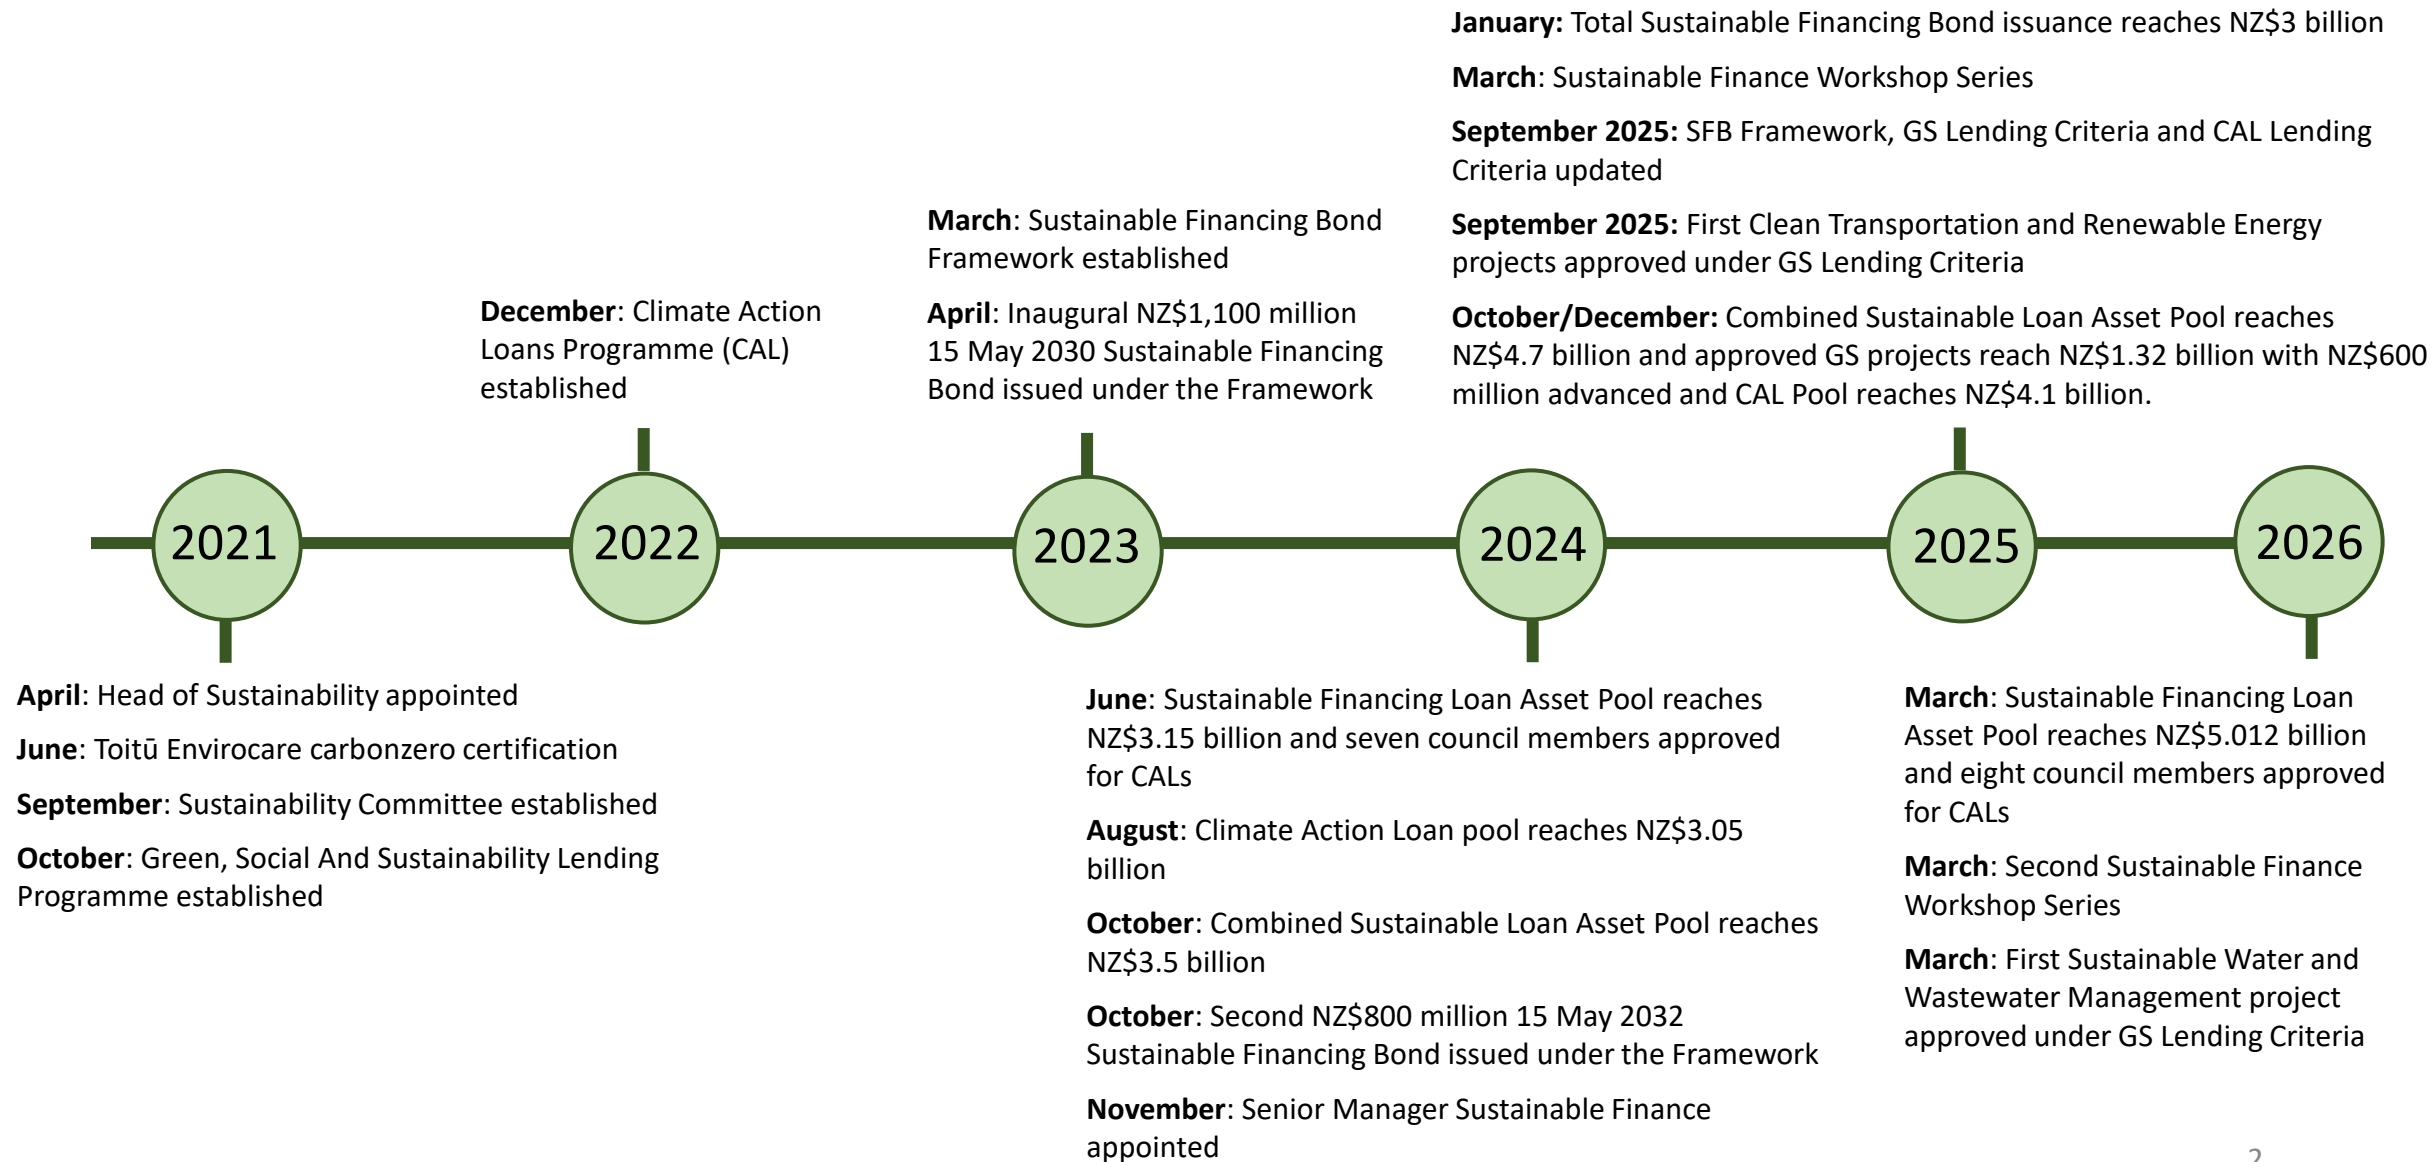 January: Total Sustainable Financing Bond issuance reaches NZ$3 billion
March: Sustainable Finance Workshop Series
September 2025: SFB Framework, GS Lending Criteria and CAL Lending
Criteria updated
September 2025: First Clean Transportation and Renewable Energy
projects approved under GS Lending Criteria
October/December: Combined Sustainable Loan Asset Pool reaches
NZ$4.7 billion and approved GS projects reach NZ$1.32 billion with NZ$600
million advanced and CAL Pool reaches NZ$4.1 billion.
March: Sustainable Financing Bond
Framework established
April: Inaugural NZ$1,100 million
15 May 2030 Sustainable Financing
Bond issued under the Framework
December: Climate Action
Loans Programme (CAL)
established
2021
2022
2023
2024
2025
2026
April: Head of Sustainability appointed
June: Toitū Envirocare carbonzero certification
September: Sustainability Committee established
October: Green, Social And Sustainability Lending
Programme established
June: Sustainable Financing Loan Asset Pool reaches
NZ$3.15 billion and seven council members approved
for CALs
August: Climate Action Loan pool reaches NZ$3.05
billion
October: Combined Sustainable Loan Asset Pool reaches
NZ$3.5 billion
October: Second NZ$800 million 15 May 2032
Sustainable Financing Bond issued under the Framework
November: Senior Manager Sustainable Finance
appointed
March: Sustainable Financing Loan
Asset Pool reaches NZ$5.012 billion
and eight council members approved
for CALs
March: Second Sustainable Finance
Workshop Series
March: First Sustainable Water and
Wastewater Management project
approved under GS Lending Criteria
2